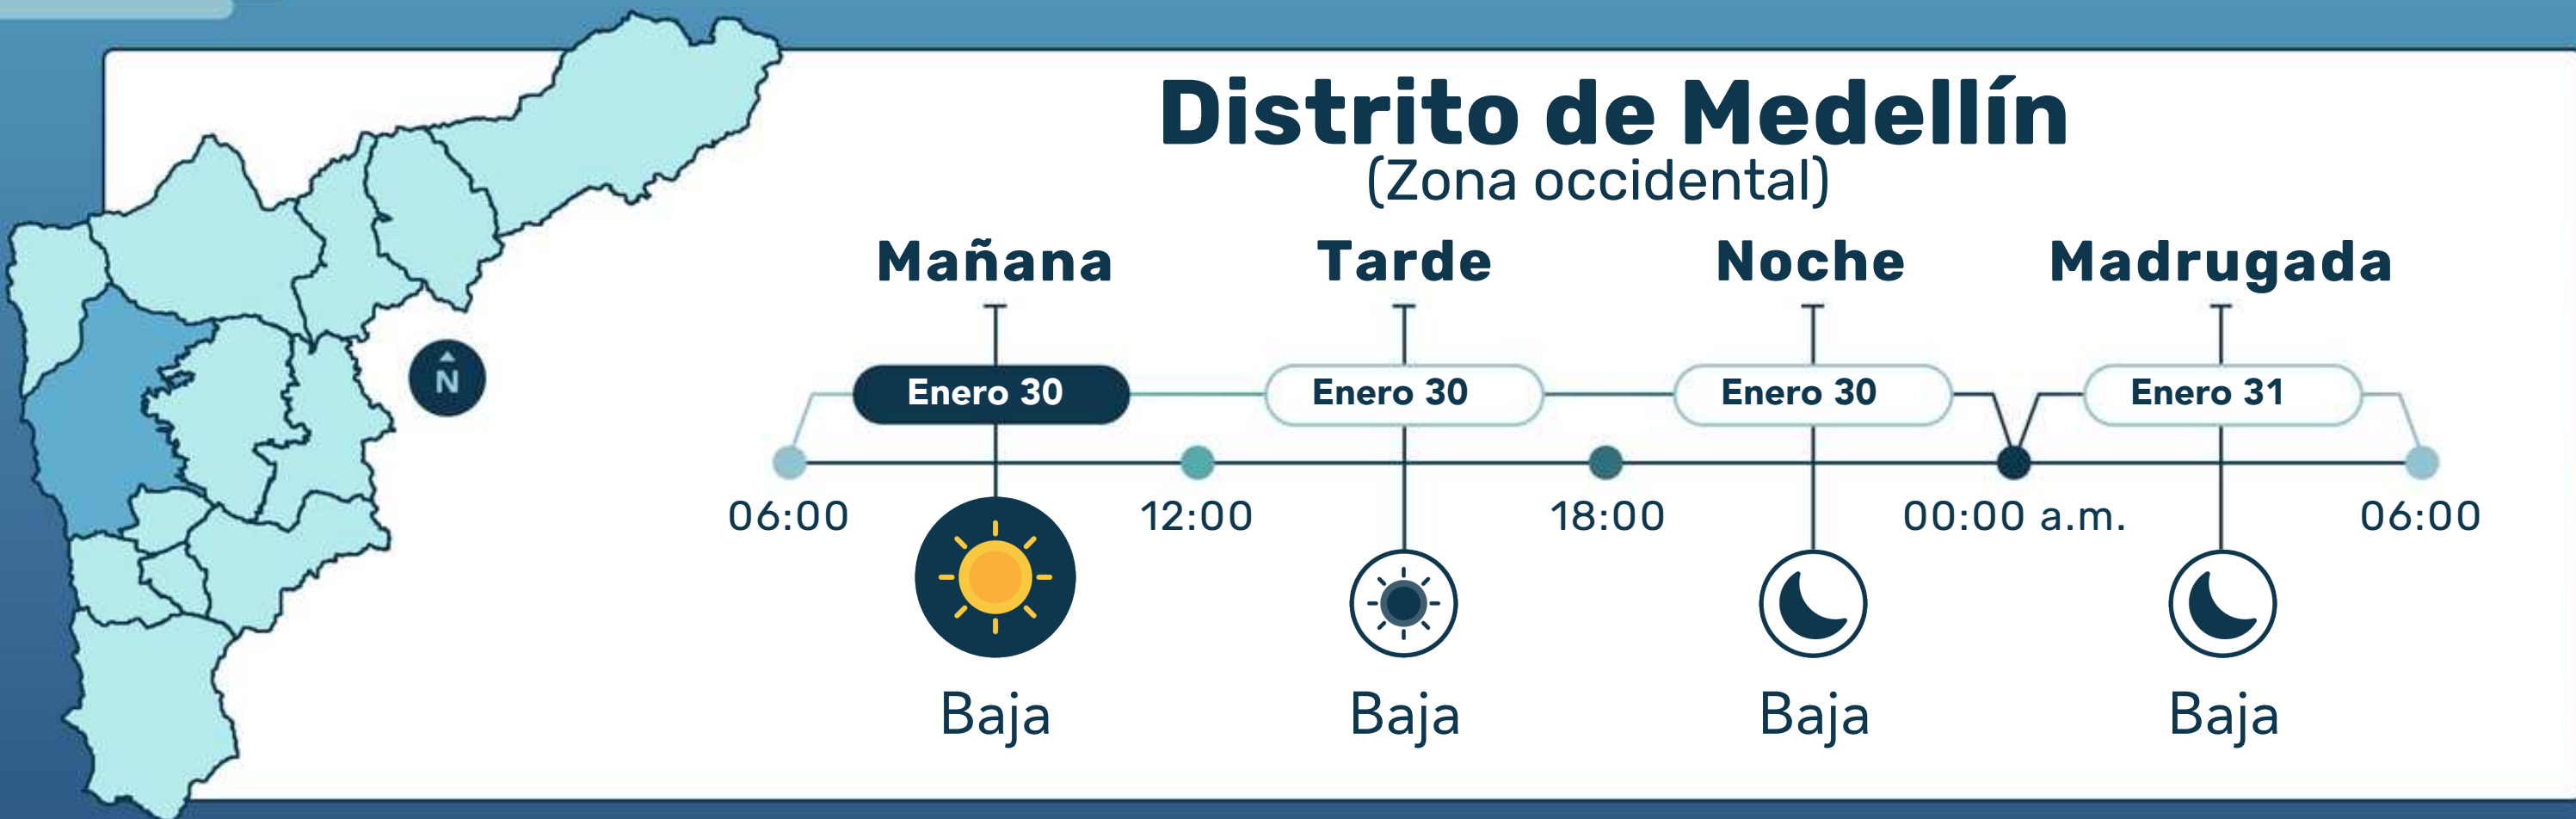 Distrito de Medellín
(Zona occidental)
Mañana Tarde Noche Madrugada
Enero 30 Enero 30 Enero 30 Enero 31
N
06:00 12:00 18:00 00:00 a.m. 06:00
Baja Baja Baja Baja